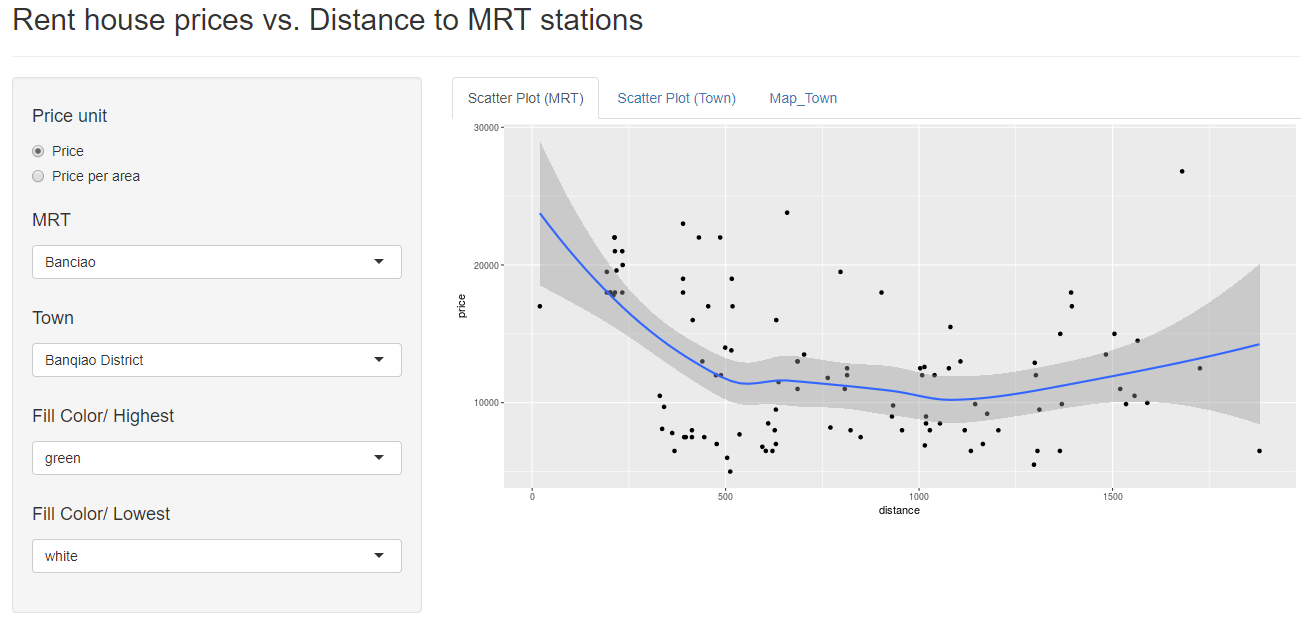 Rent house prices vs. Distance to MRT stations
Price unit
Price
Price per area
MRT
Banciao
Town
Banqiao District
Fill Color/ Highest
green
Fill Color/ Lowest
white
Scatter Plot (MRT) Scatter Plot (Town) Map_Town
30000
20000
10000
price
0 500 1000 1500
distance